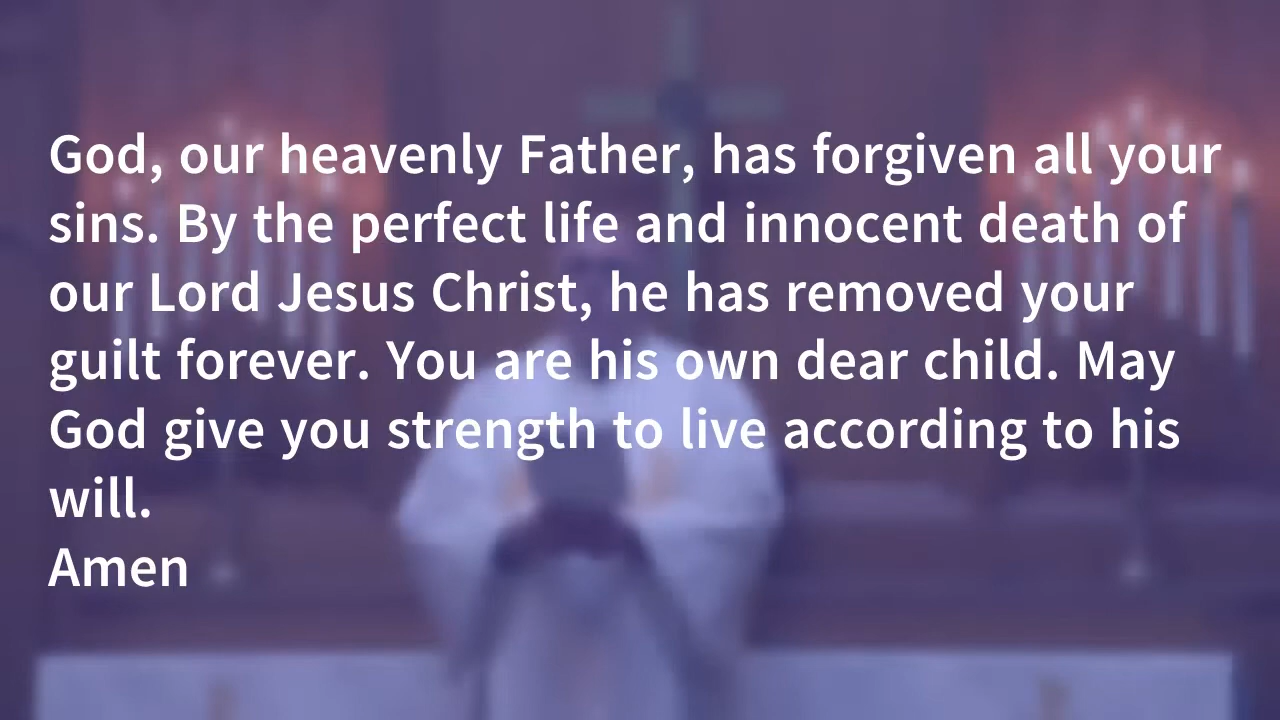 God, our heavenly Father, has forgiven all your
sins. By the perfect life and innocent death of
our Lord Jesus Christ, he has removed your
guilt forever. You are his own dear child. May
God give you strength to live according to his
will.
Amen